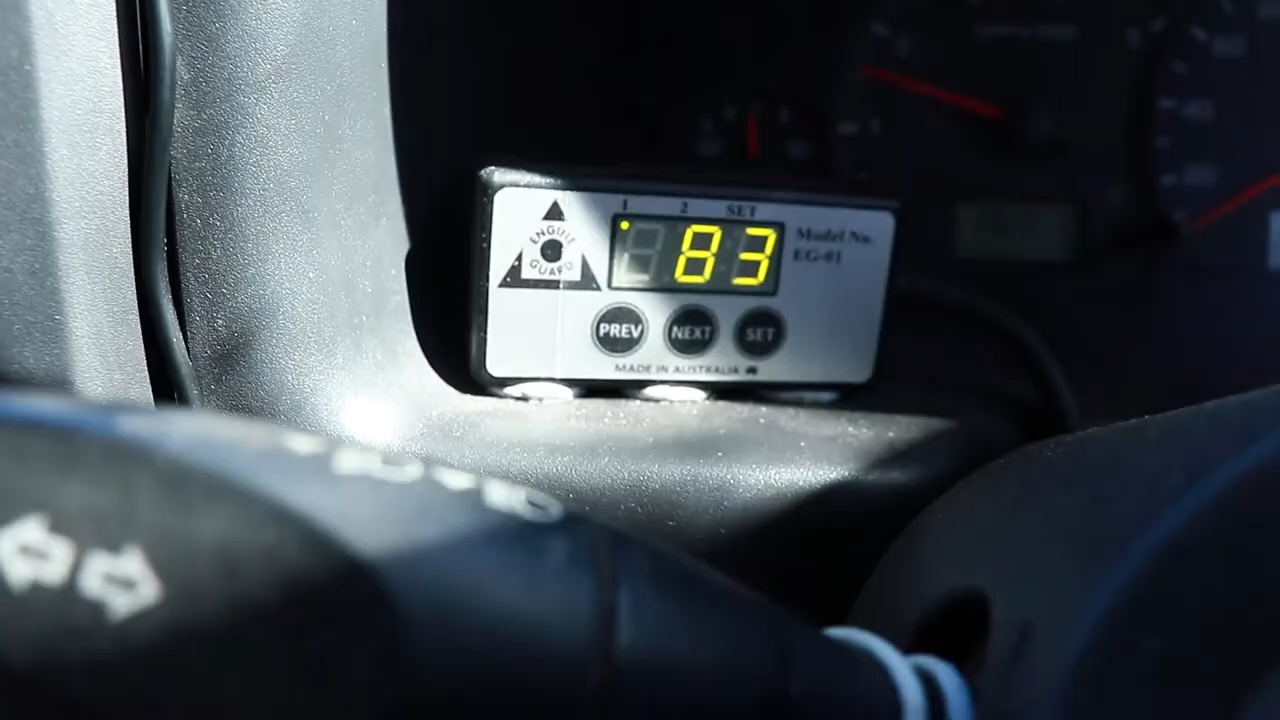 1 2 SET
ENGINE
GUARD
83
Model No.
EG-01
PREV NEXT SET
MADE IN AUSTRALIA